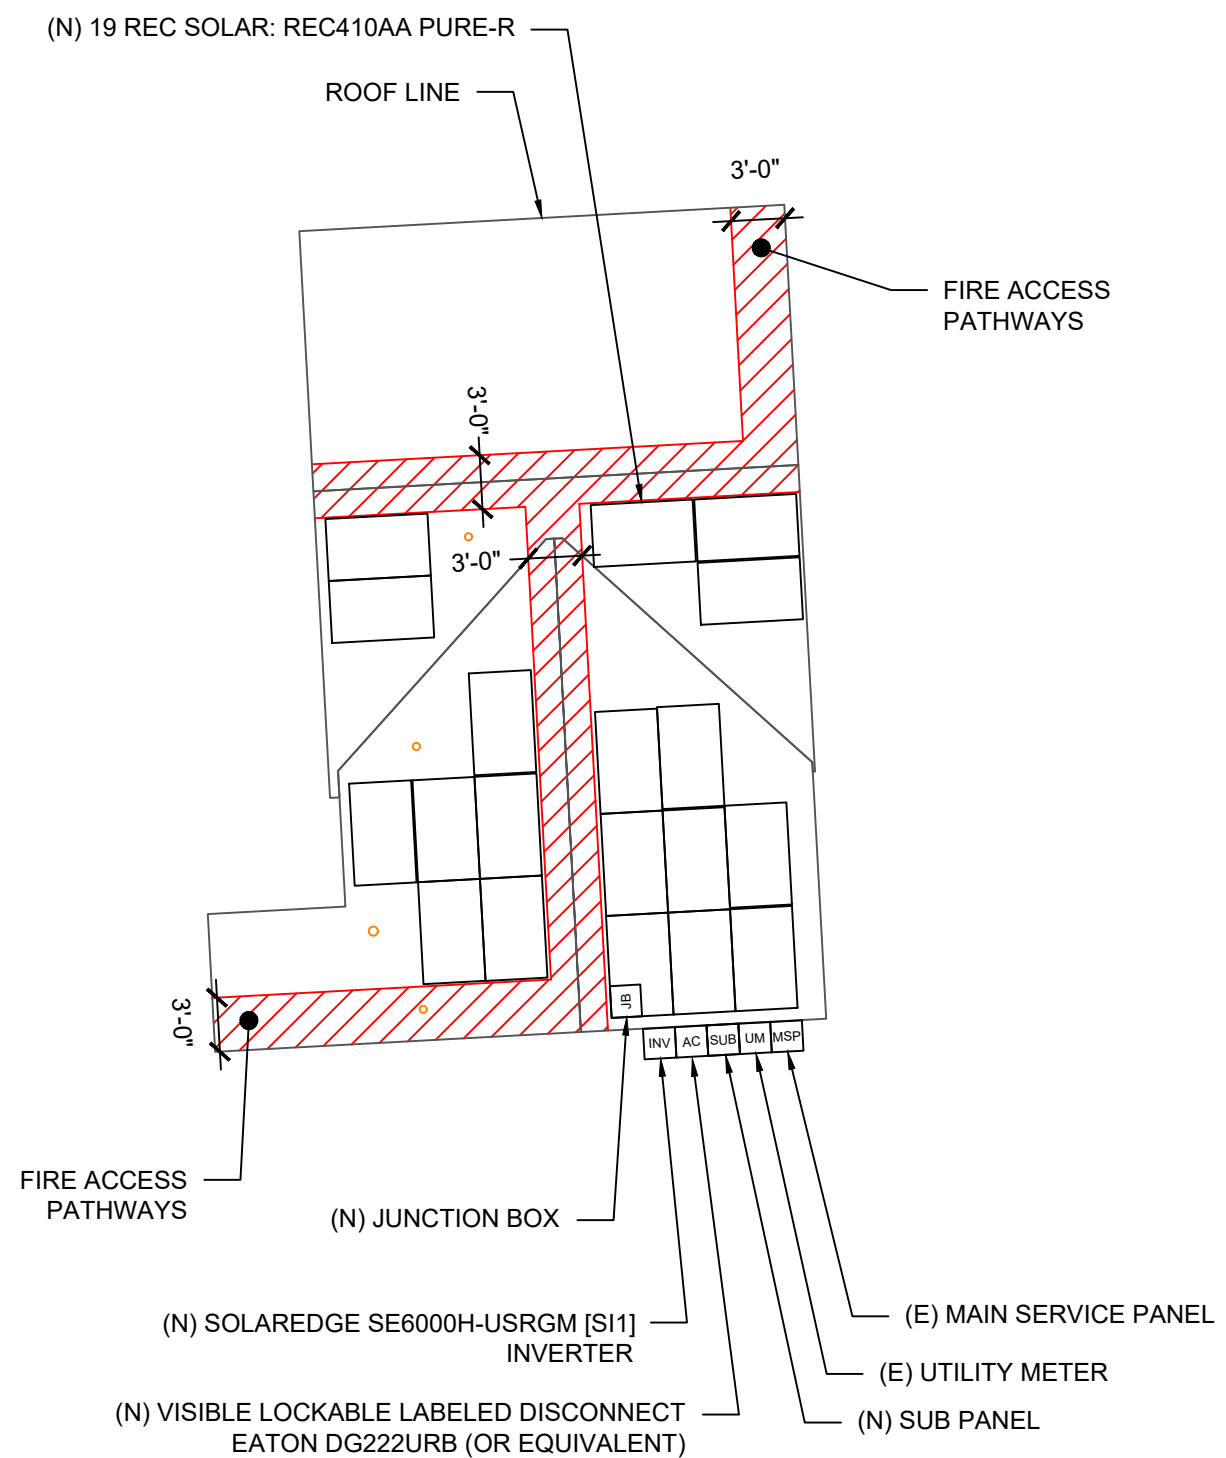 (N) 19 REC SOLAR: REC410AA PURE-R
ROOF LINE
3'-0"
FIRE ACCESS
PATHWAYS
3'-0"
3'-0"
3'-0"
JB
INV
AC
SUB
UM
MSP
FIRE ACCESS
PATHWAYS
(N) JUNCTION BOX
(N) SOLAREDGE SE6000H-USRGM [SI1]
INVERTER
(E) MAIN SERVICE PANEL
(E) UTILITY METER
(N) VISIBLE LOCKABLE LABELED DISCONNECT
EATON DG222URB (OR EQUIVALENT)
(N) SUB PANEL